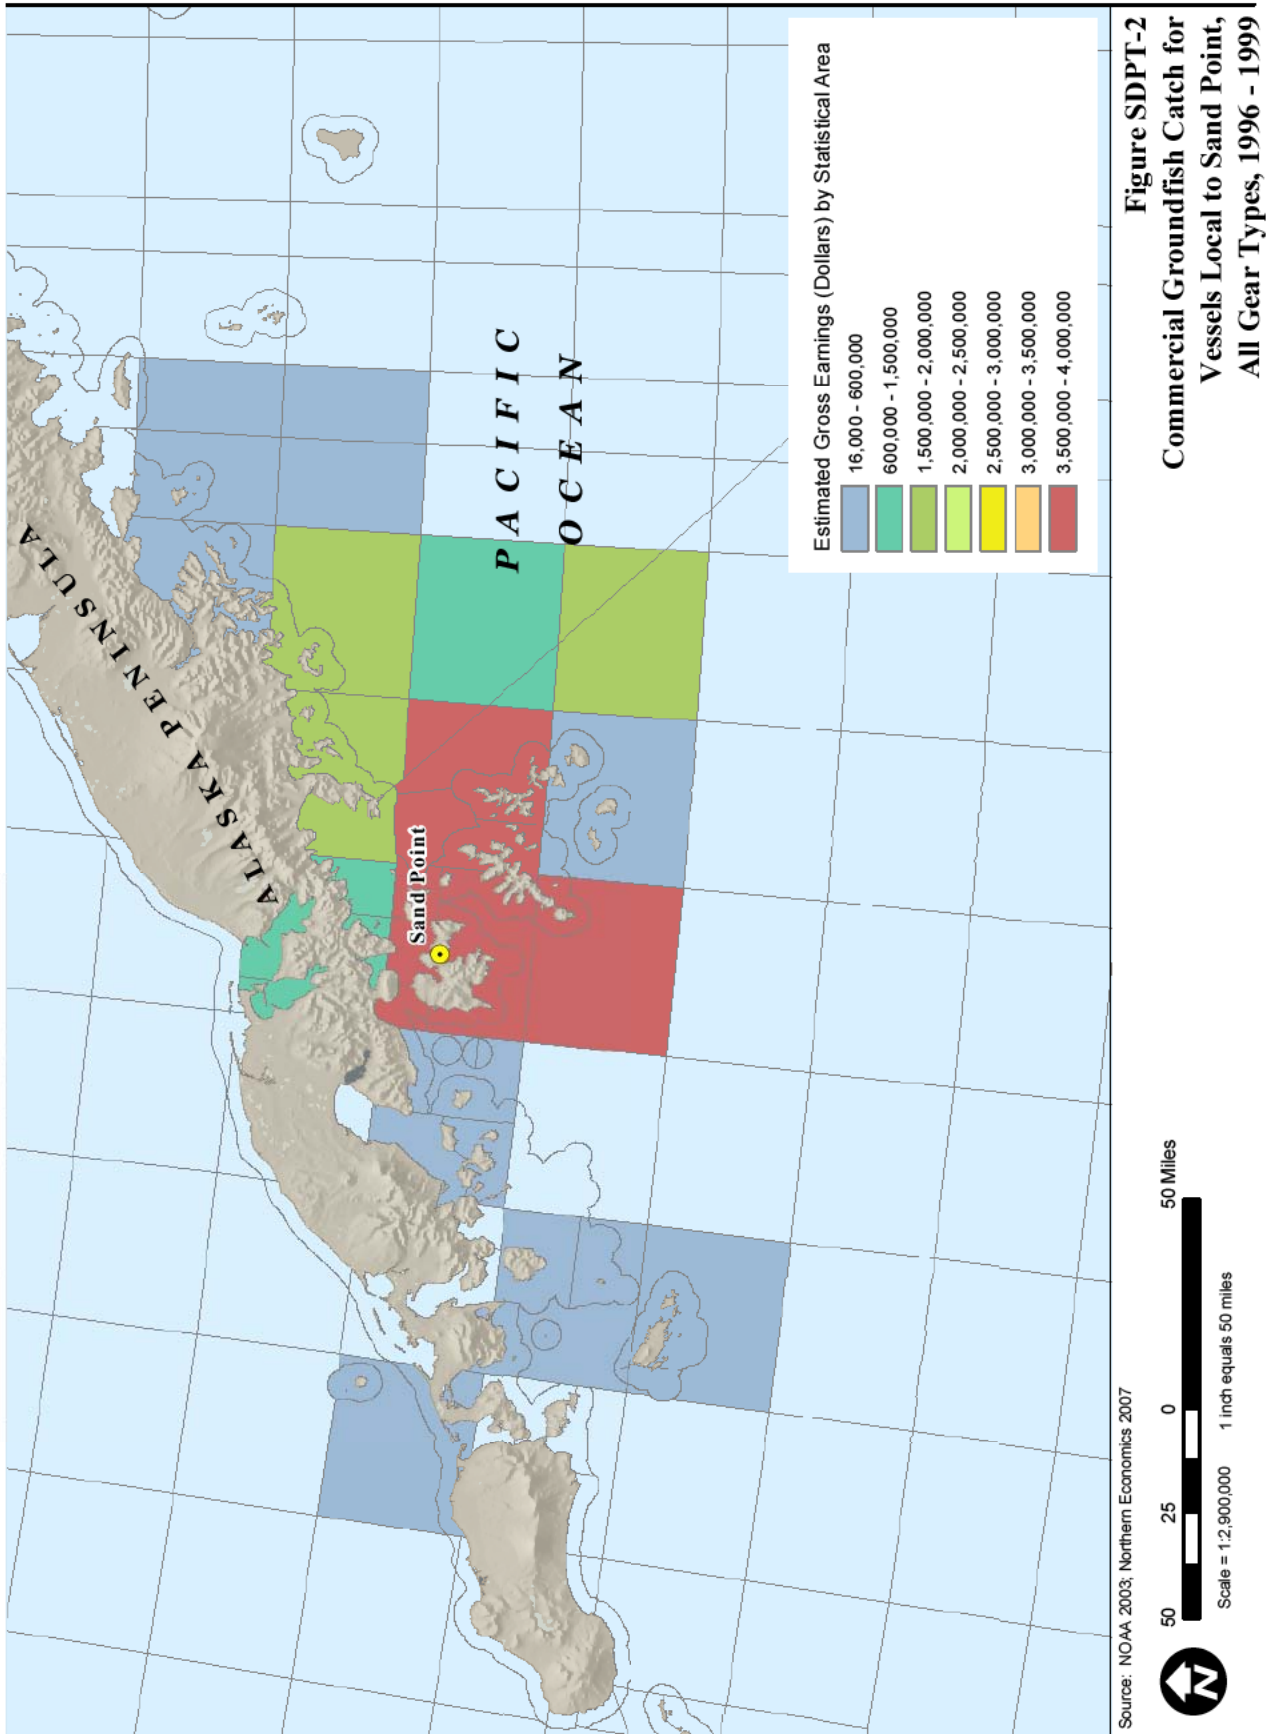 Figure SDPT-2
Commercial Groundfish Catch for
Vessels Local to Sand Point,
All Gear Types, 1996 - 1999
ALASKA PENINSULA
Sand Point
PACIFIC
OCEAN
Estimated Gross Earnings (Dollars) by Statistical Area
16,000 - 600,000
600,000 - 1,500,000
1,500,000 - 2,000,000
2,000,000 - 2,500,000
2,500,000 - 3,000,000
3,000,000 - 3,500,000
3,500,000 - 4,000,000
Source: NOAA 2003; Northern Economics 2007
50 25 0 50 Miles
Scale = 1:2,900,000 1 inch equals 50 miles
N